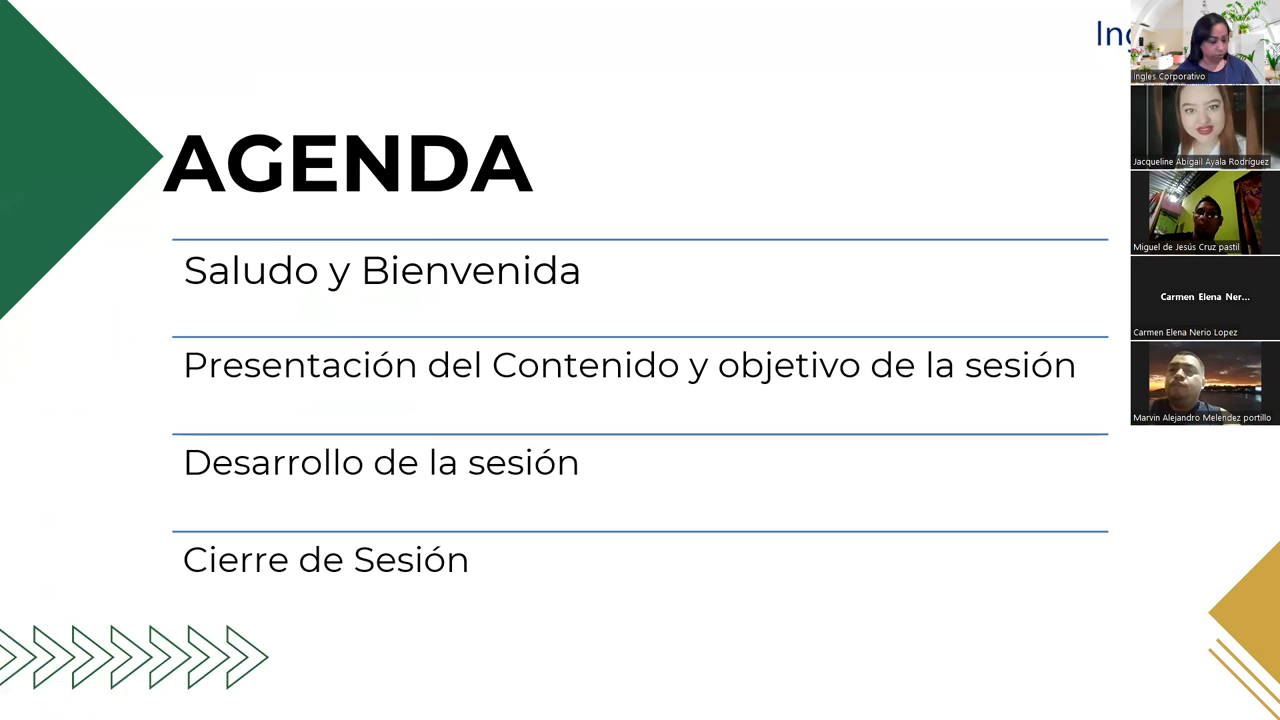 AGENDA
Saludo y Bienvenida
Presentación del Contenido y objetivo de la sesión
Desarrollo de la sesión
Cierre de Sesión
Ingles Corporativo
Jacqueline Abigail Ayala Rodríguez
Miguel de Jesús Cruz pastil
Carmen Elena Ner...
Carmen Elena Nerio Lopez
Marvin Alejandro Melendez portillo